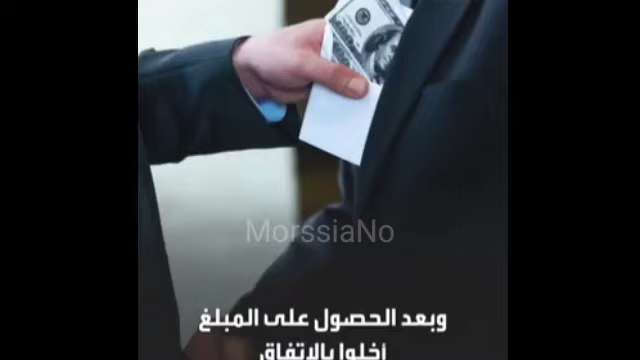 MorssiaNo
وبعد الحصول على المبلغ
أخلوا بالاتفاق